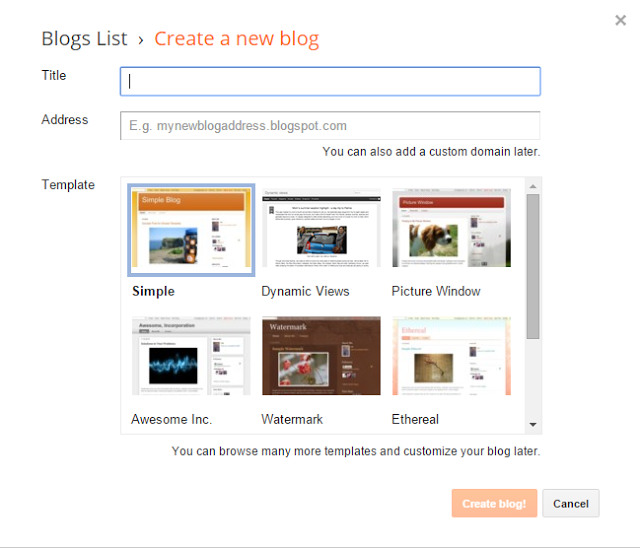 ×
Blogs List › Create a new blog
Title
Address
E.g. mynewblogaddress.blogspot.com
You can also add a custom domain later.
Template
Simple Blog
Dynamic Views
Picture Window
Simple
Dynamic Views
Picture Window
Awesome, Incorporation
Watermark
Ethereal
Awesome Inc.
Watermark
Ethereal
You can browse many more templates and customize your blog later.
Create blog!
Cancel